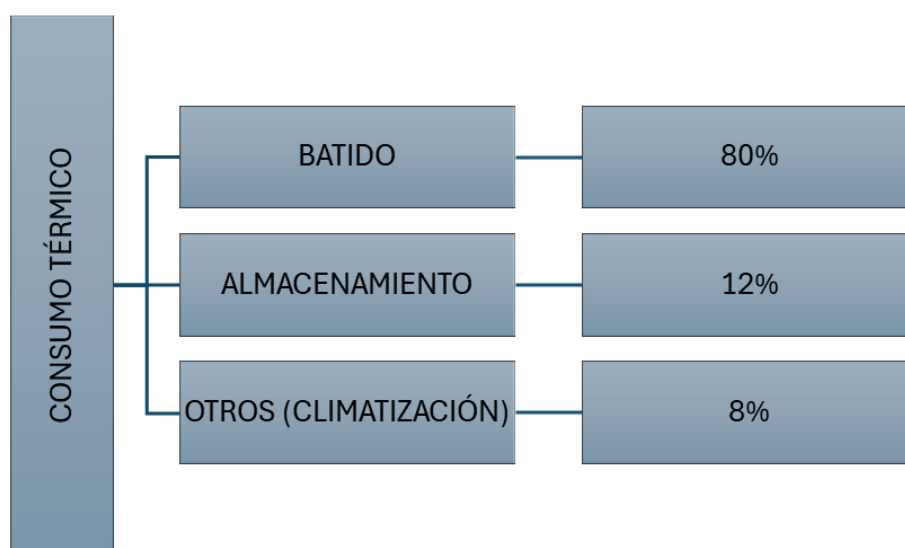 CONSUMO TÉRMICO
BATIDO
80%
ALMACENAMIENTO
12%
OTROS (CLIMATIZACIÓN)
8%